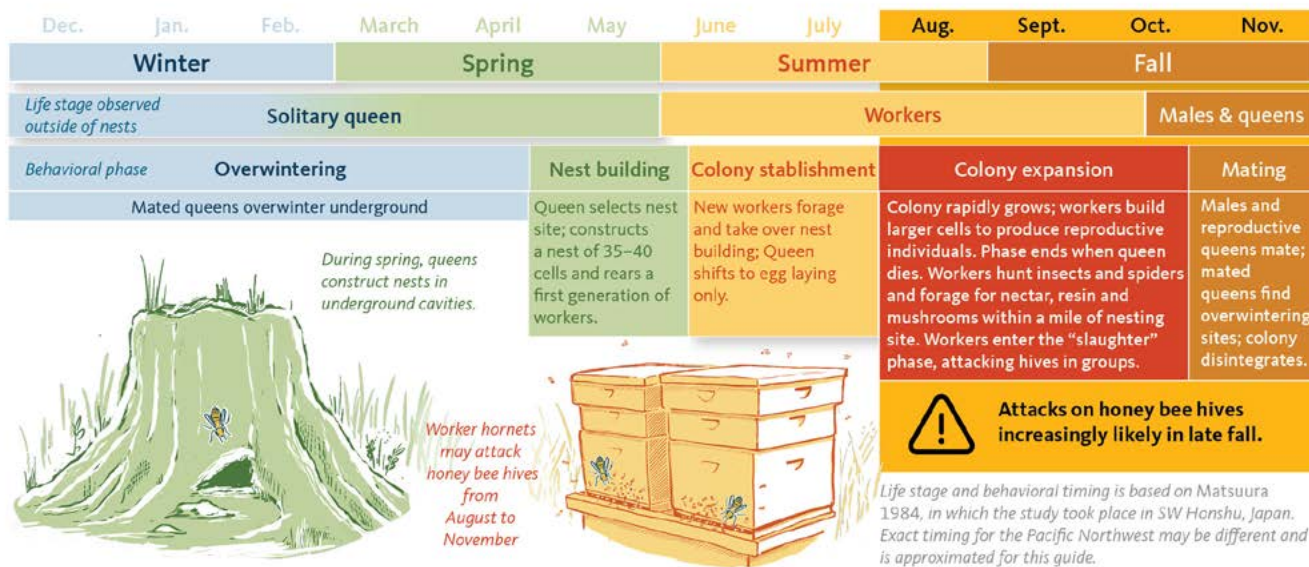 Dec. Jan. Feb. March April May June July Aug. Sept. Oct. Nov.
Winter Spring Summer Fall
Life stage observed
outside of nests
Solitary queen Workers Males & queens
Behavioral phase Overwintering Nest building Colony stablishment Colony expansion Mating
Mated queens overwinter underground
Queen selects nest
site; constructs
a nest of 35–40
cells and rears a
first generation of
workers.
New workers forage
and take over nest
building; Queen
shifts to egg laying
only.
Colony rapidly grows; workers build
larger cells to produce reproductive
individuals. Phase ends when queen
dies. Workers hunt insects and spiders
and forage for nectar, resin and
mushrooms within a mile of nesting
site. Workers enter the “slaughter”
phase, attacking hives in groups.
Males and
reproductive
queens mate;
mated
queens find
overwintering
sites; colony
disintegrates.
During spring, queens
construct nests in
underground cavities.
Worker hornets
may attack
honey bee hives
from
August to
November
Attacks on honey bee hives
increasingly likely in late fall.
Life stage and behavioral timing is based on Matsuura
1984, in which the study took place in SW Honshu, Japan.
Exact timing for the Pacific Northwest may be different and
is approximated for this guide.